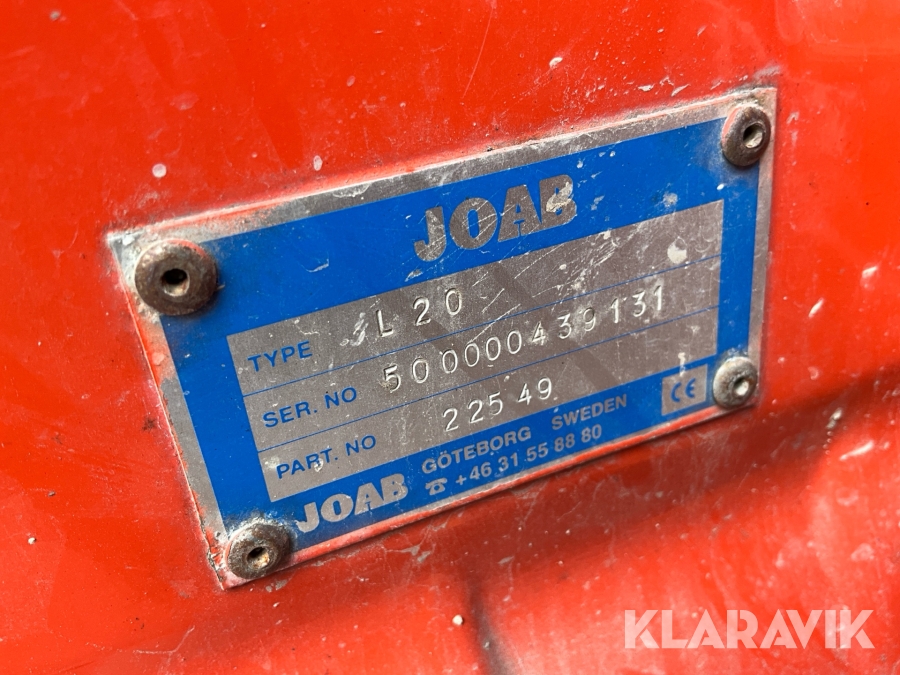 JOAB
TYPE L 20
SER. NO 500000439131
PART. NO 22549
JOAB GÖTEBORG SWEDEN CE
☎ +46 31 55 88 80
KLARAVIK